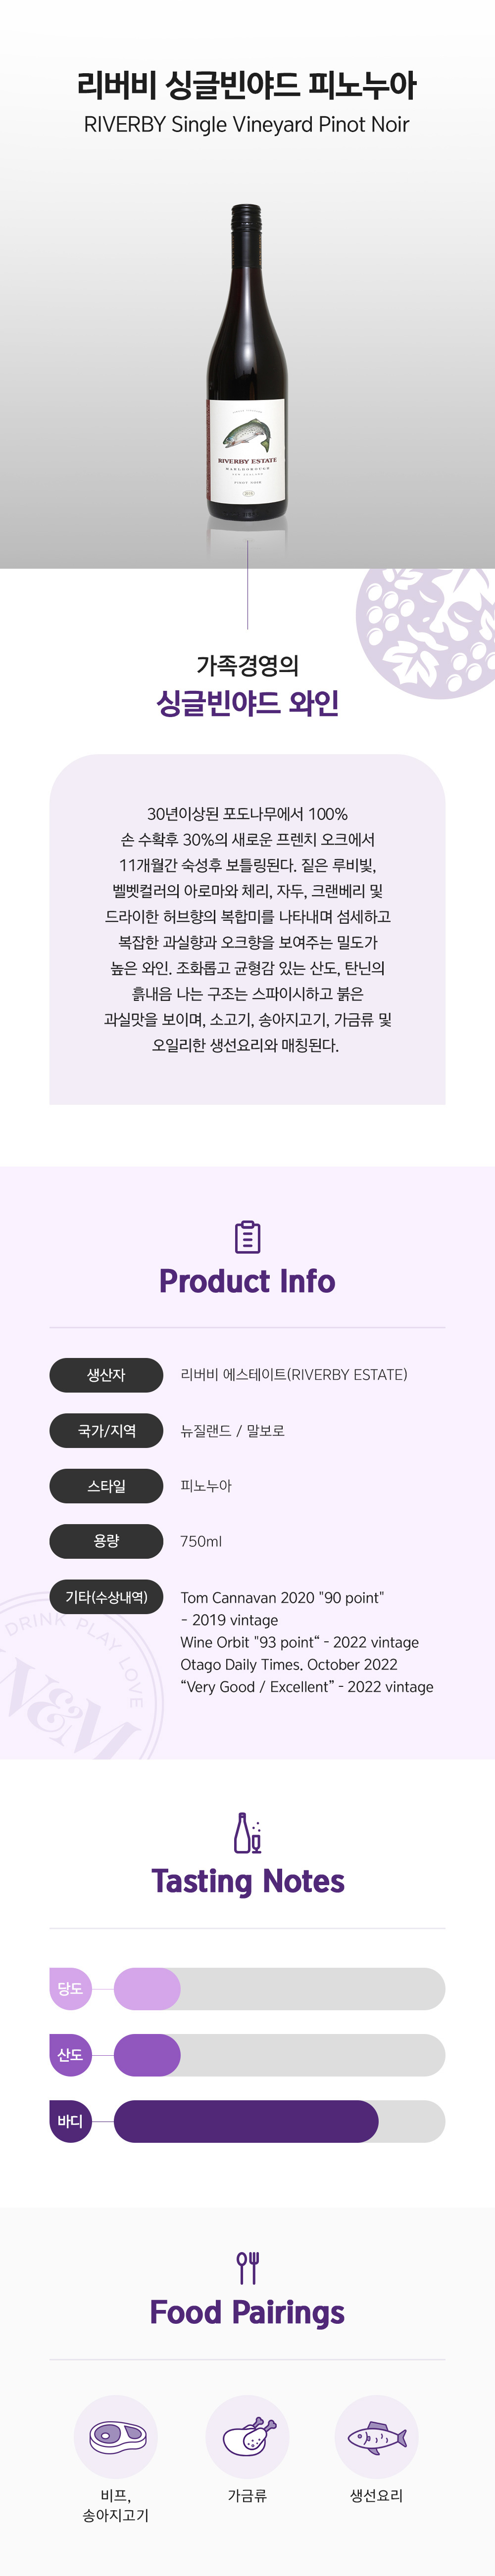 리버비 싱글빈야드 피노누아
RIVERBY Single Vineyard Pinot Noir
RIVERBY ESTATE
MARLBOROUGH
NEW ZEALAND
PINOT NOIR
가족경영의
싱글빈야드 와인
30년이상된 포도나무에서 100%
손 수확후 30%의 새로운 프렌치 오크에서
11개월간 숙성후 보틀링된다. 짙은 루비빛,
벨벳컬러의 아로마와 체리, 자두, 크랜베리 및
드라이한 허브향의 복합미를 나타내며 섬세하고
복잡한 과실향과 오크향을 보여주는 밀도가
높은 와인. 조화롭고 균형감 있는 산도, 탄닌의
흙내음 나는 구조는 스파이시하고 붉은
과실맛을 보이며, 소고기, 송아지고기, 가금류 및
오일리한 생선요리와 매칭된다.
Product Info
생산자
리버비 에스테이트(RIVERBY ESTATE)
국가/지역
뉴질랜드 / 말보로
스타일
피노누아
용량
750ml
기타(수상내역)
Tom Cannavan 2020 "90 point"
- 2019 vintage
Wine Orbit "93 point“ - 2022 vintage
Otago Daily Times, October 2022
“Very Good / Excellent” - 2022 vintage
DRINK PLAY LOVE
W&M
Tasting Notes
당도
산도
바디
Food Pairings
비프,
송아지고기
가금류
생선요리